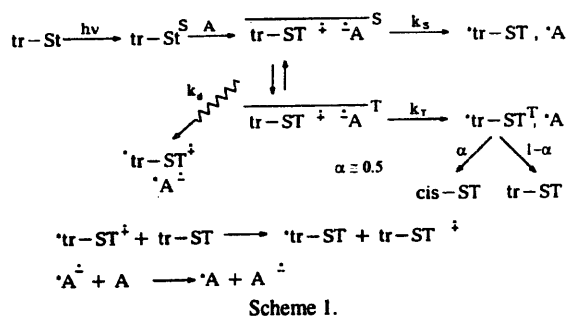 tr–St hν tr–St^S A tr–ST^∔ ^∸A S k_S *tr–ST , *A
k_d tr–ST^∔ ^∸A T k_T *tr–ST^T, *A
*tr–ST^∔ α ≅ 0.5 α 1–α
*A^∸ cis–ST tr–ST
*tr–ST^∔ + tr–ST ⟶ *tr–ST + tr–ST^∔
*A^∸ + A ⟶ *A + A^∸
Scheme 1.